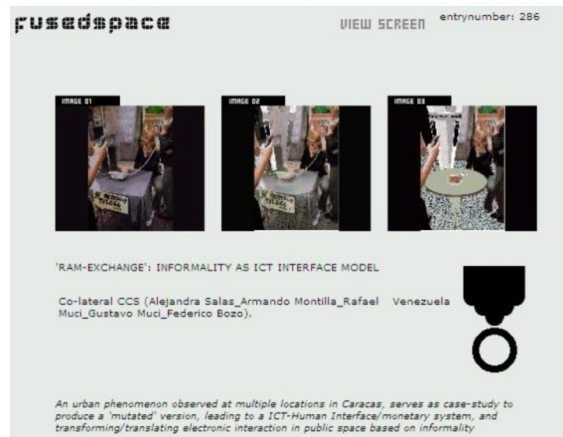 fusedspace
VIEW SCREEN
entrynumber: 286
IMAGE 01
IMAGE 02
IMAGE 03
'RAM-EXCHANGE': INFORMALITY AS ICT INTERFACE MODEL
Co-lateral CCS (Alejandra Salas_Armando Montilla_Rafael Venezuela
Muci_Gustavo Muci_Federico Bozo),
An urban phenomenon observed at multiple locations in Caracas, serves as case-study to
produce a 'mutated' version, leading to a ICT-Human Interface/monetary system, and
transforming/translating electronic interaction in public space based on informality